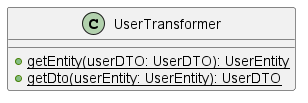 C UserTransformer
getEntity(userDTO: UserDTO): UserEntity
getDto(userEntity: UserEntity): UserDTO